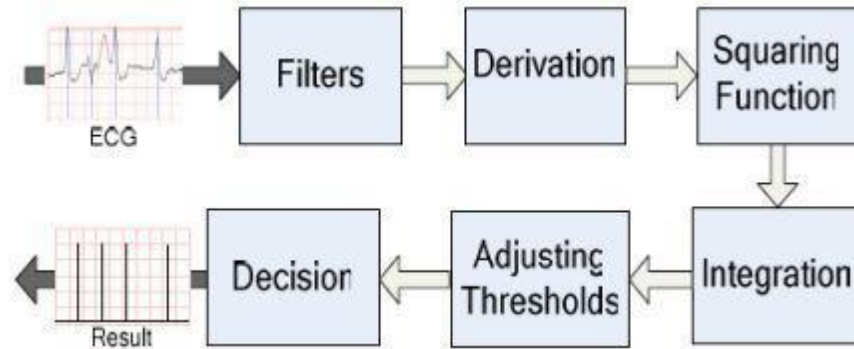 ECG
Filters
Derivation
Squaring
Function
Integration
Adjusting
Thresholds
Decision
Result